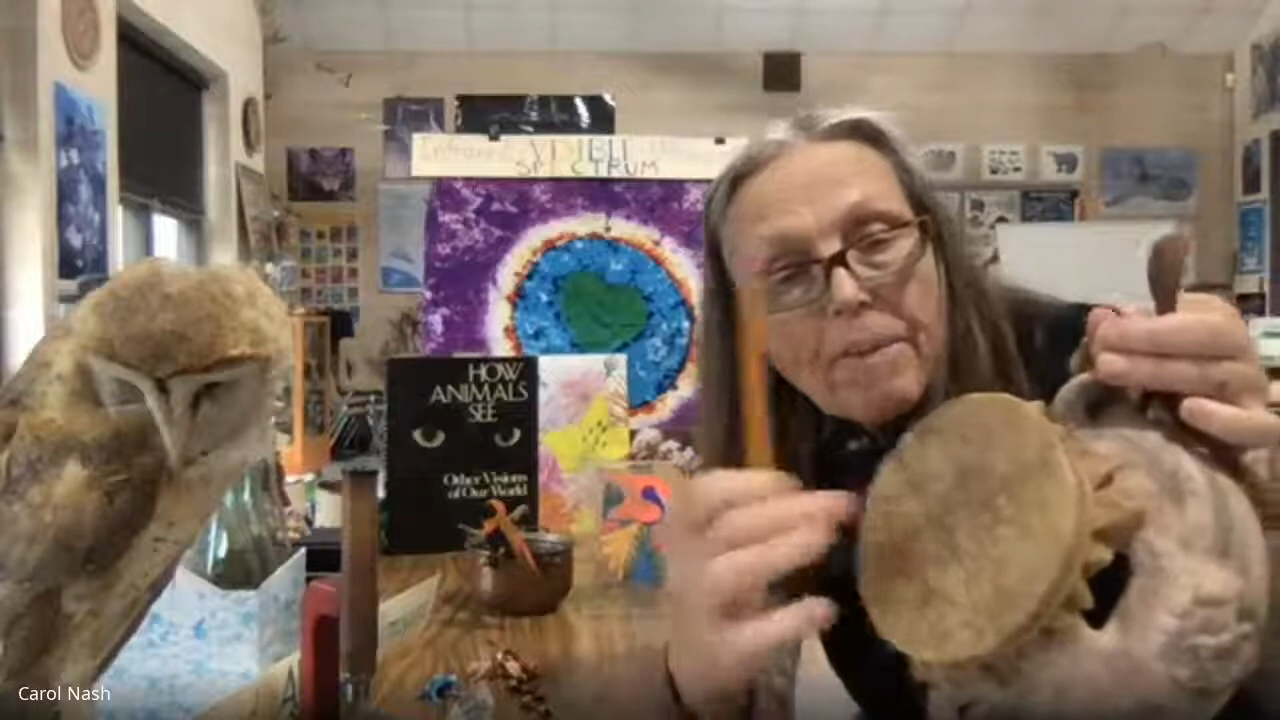 VISIBLE
SPECTRUM
HOW
ANIMALS
SEE
Other Visions
of Our World
Carol Nash